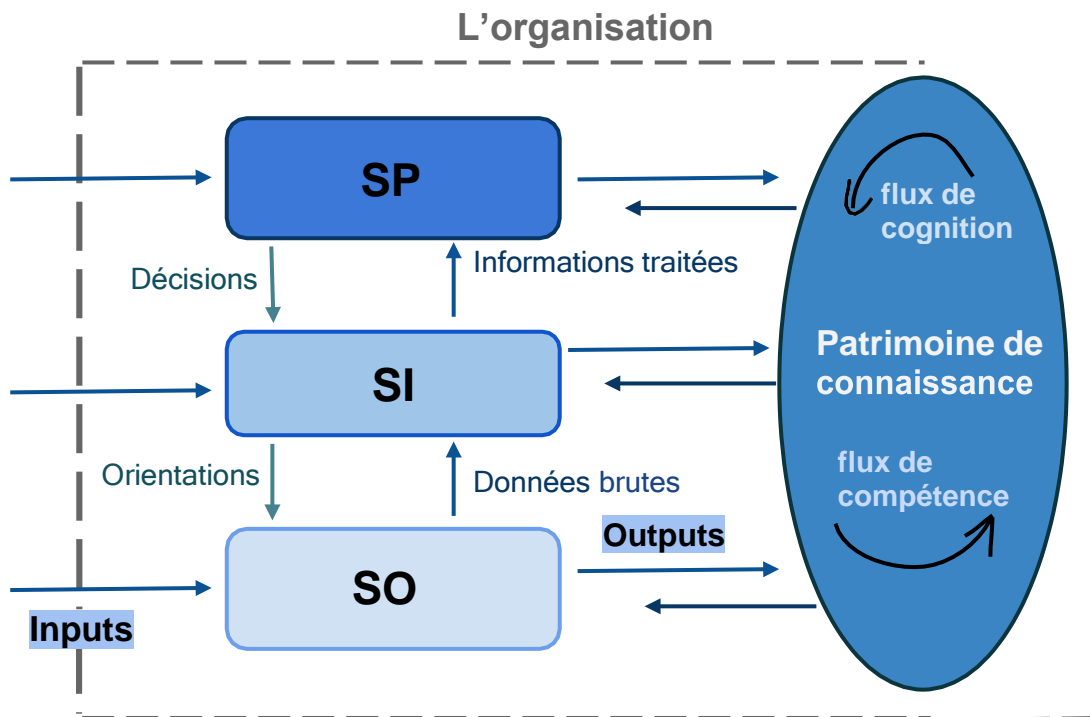 L’organisation
SP
flux de
cognition
Décisions
Informations traitées
Patrimoine de
connaissance
SI
Orientations
Données brutes
flux de
compétence
Outputs
SO
Inputs